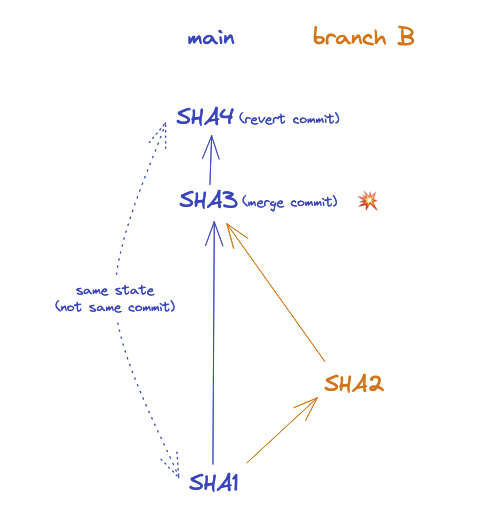 main
branch B
SHA4 (revert commit)
SHA3 (merge commit)
same state
(not same commit)
SHA2
SHA1